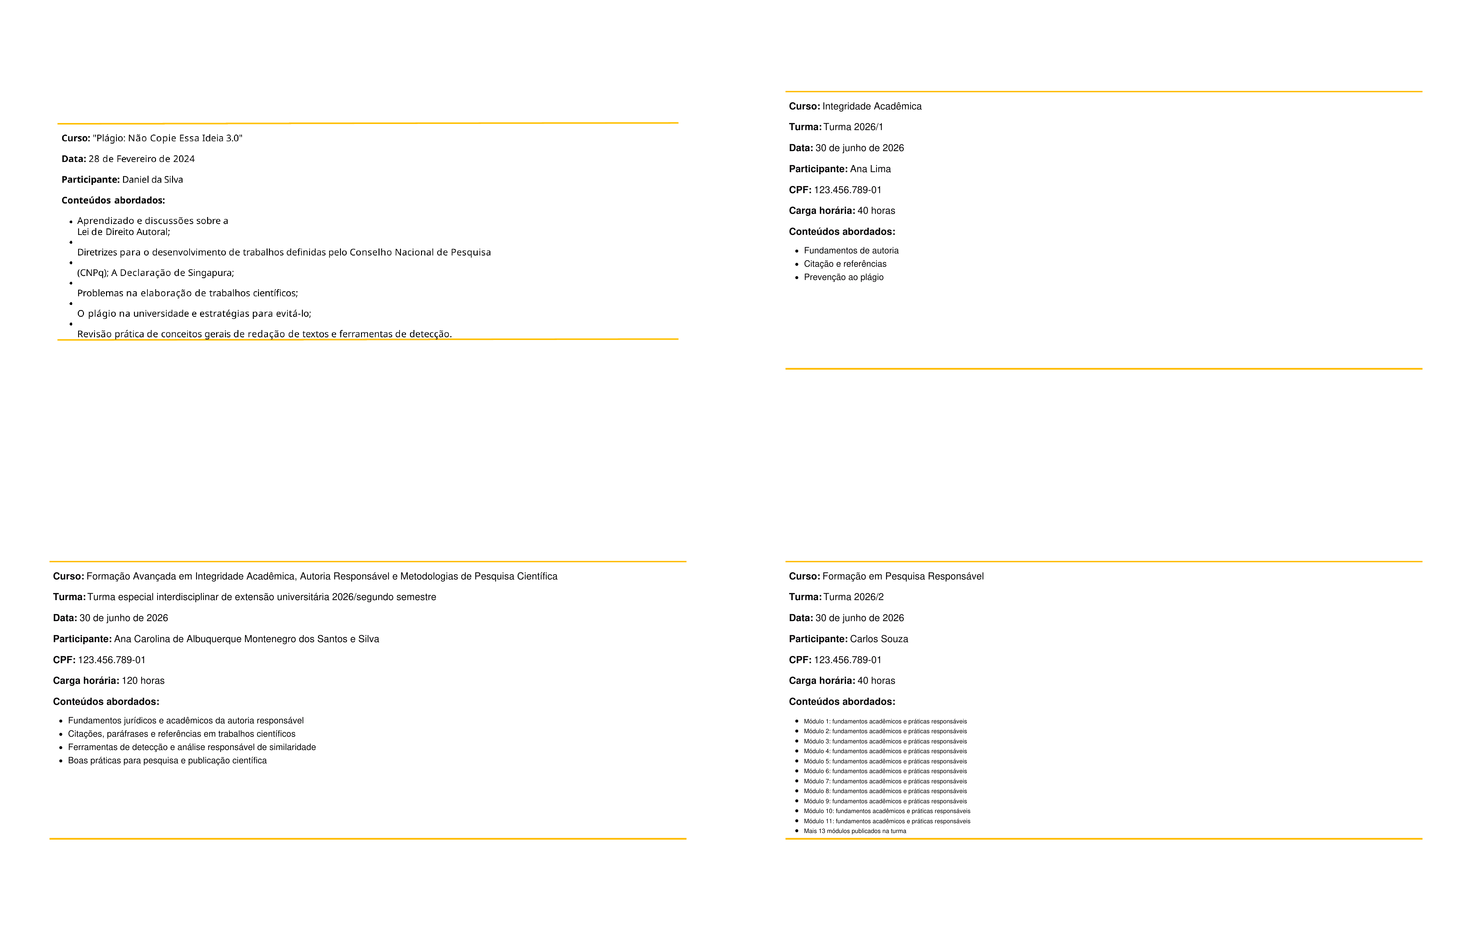 Curso: "Plágio: Não Copie Essa Ideia 3.0"
Data: 28 de Fevereiro de 2024
Participante: Daniel da Silva
Conteúdos abordados:
• Aprendizado e discussões sobre a
Lei de Direito Autoral;
•
Diretrizes para o desenvolvimento de trabalhos definidas pelo Conselho Nacional de Pesquisa
•
(CNPq); A Declaração de Singapura;
•
Problemas na elaboração de trabalhos científicos;
•
O plágio na universidade e estratégias para evitá-lo;
•
Revisão prática de conceitos gerais de redação de textos e ferramentas de detecção.
Curso: Integridade Acadêmica
Turma: Turma 2026/1
Data: 30 de junho de 2026
Participante: Ana Lima
CPF: 123.456.789-01
Carga horária: 40 horas
Conteúdos abordados:
• Fundamentos de autoria
• Citação e referências
• Prevenção ao plágio
Curso: Formação Avançada em Integridade Acadêmica, Autoria Responsável e Metodologias de Pesquisa Científica
Turma: Turma especial interdisciplinar de extensão universitária 2026/segundo semestre
Data: 30 de junho de 2026
Participante: Ana Carolina de Albuquerque Montenegro dos Santos e Silva
CPF: 123.456.789-01
Carga horária: 120 horas
Conteúdos abordados:
• Fundamentos jurídicos e acadêmicos da autoria responsável
• Citações, paráfrases e referências em trabalhos científicos
• Ferramentas de detecção e análise responsável de similaridade
• Boas práticas para pesquisa e publicação científica
Curso: Formação em Pesquisa Responsável
Turma: Turma 2026/2
Data: 30 de junho de 2026
Participante: Carlos Souza
CPF: 123.456.789-01
Carga horária: 40 horas
Conteúdos abordados:
• Módulo 1: fundamentos acadêmicos e práticas responsáveis
• Módulo 2: fundamentos acadêmicos e práticas responsáveis
• Módulo 3: fundamentos acadêmicos e práticas responsáveis
• Módulo 4: fundamentos acadêmicos e práticas responsáveis
• Módulo 5: fundamentos acadêmicos e práticas responsáveis
• Módulo 6: fundamentos acadêmicos e práticas responsáveis
• Módulo 7: fundamentos acadêmicos e práticas responsáveis
• Módulo 8: fundamentos acadêmicos e práticas responsáveis
• Módulo 9: fundamentos acadêmicos e práticas responsáveis
• Módulo 10: fundamentos acadêmicos e práticas responsáveis
• Módulo 11: fundamentos acadêmicos e práticas responsáveis
• Mais 13 módulos publicados na turma